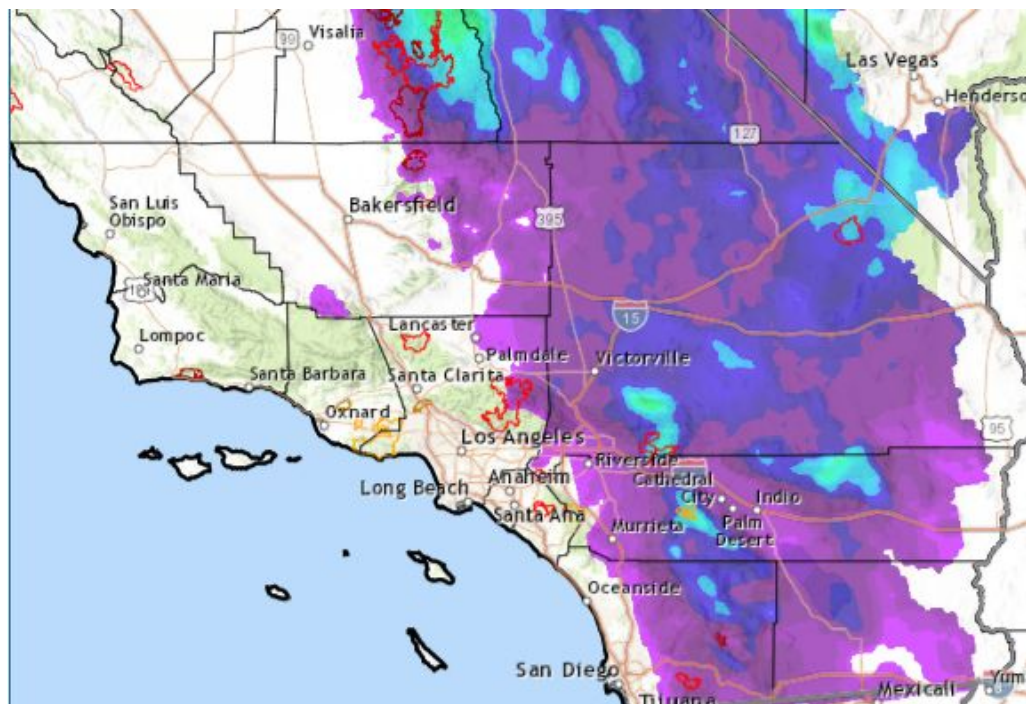 Visalia
99
Las Vegas
Henderso
127
San Luis
Obispo
Bakersfield
395
Santa Maria
Lompoc
Lancaster
15
Palmdale
Victorville
Santa Barbara
Santa Clarita
Oxnard
Los Angeles
95
Riverside
Cathedral
City
Indio
Palm
Desert
Anaheim
Long Beach
Santa Ana
Murrieta
Oceanside
San Diego
Tijuana
Mexicali
Yum
8